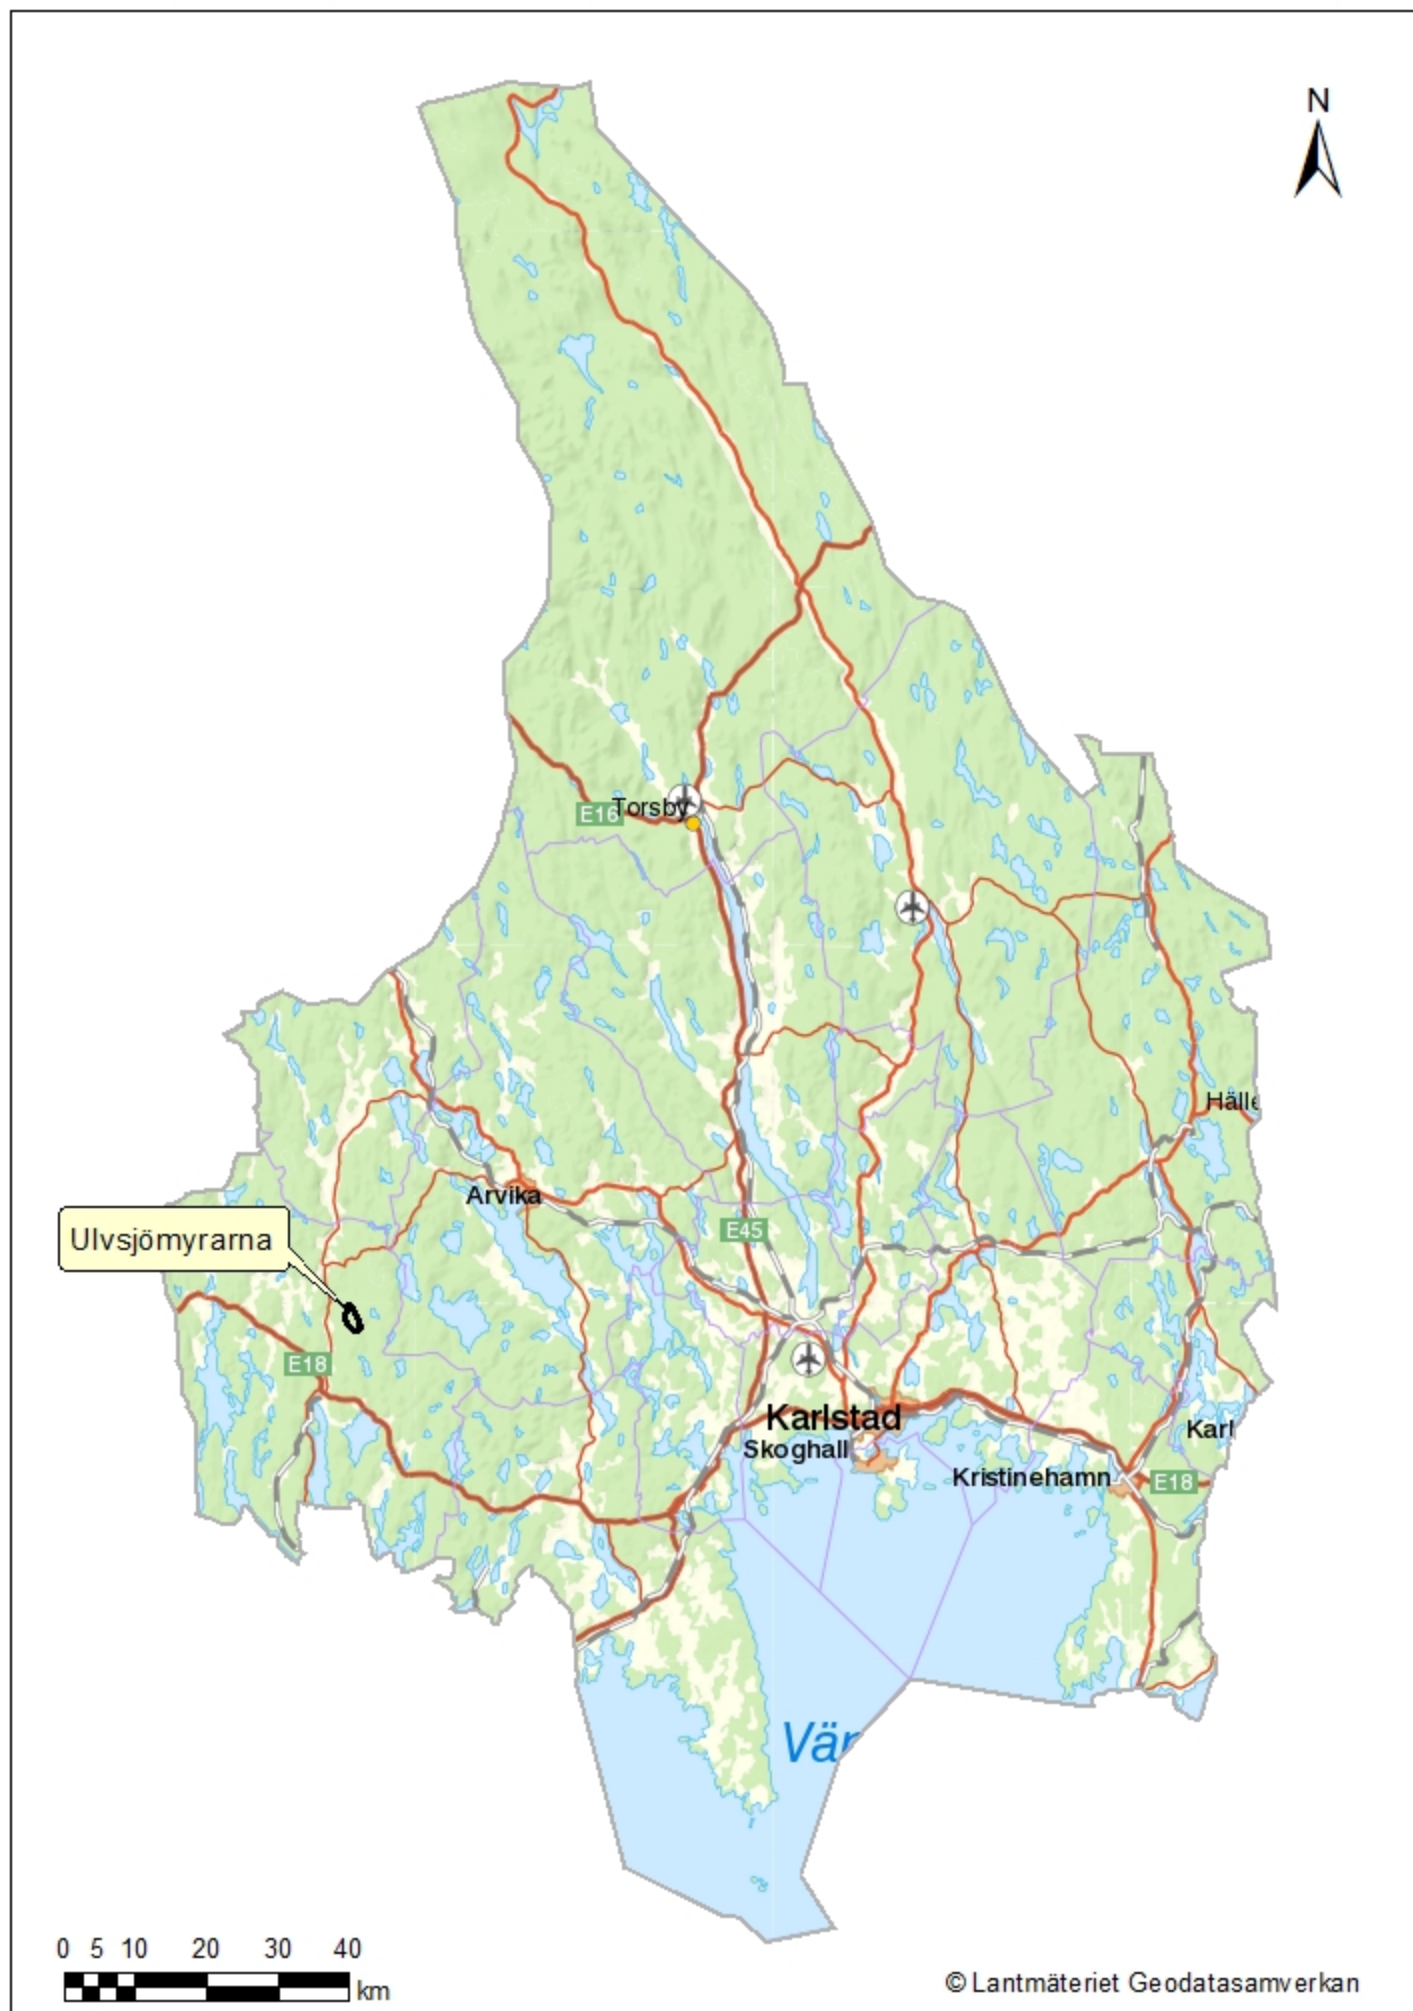 N
E16
Torsby
Hälle
Arvika
E45
Ulvsjömyrarna
E18
Karlstad
Skoghall
Karl
Kristinehamn
E18
Vär
0 5 10 20 30 40
km
© Lantmäteriet Geodatasamverkan